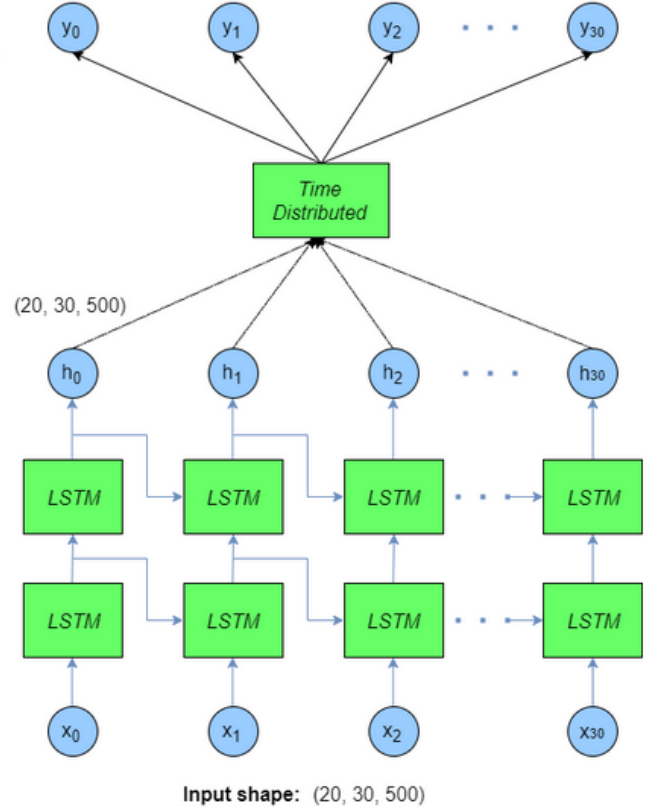 y₀ y₁ y₂ . . . y₃₀
Time
Distributed
(20, 30, 500)
h₀ h₁ h₂ . . . h₃₀
LSTM LSTM LSTM . . . LSTM
LSTM LSTM LSTM . . . LSTM
x₀ x₁ x₂ . . . x₃₀
Input shape: (20, 30, 500)